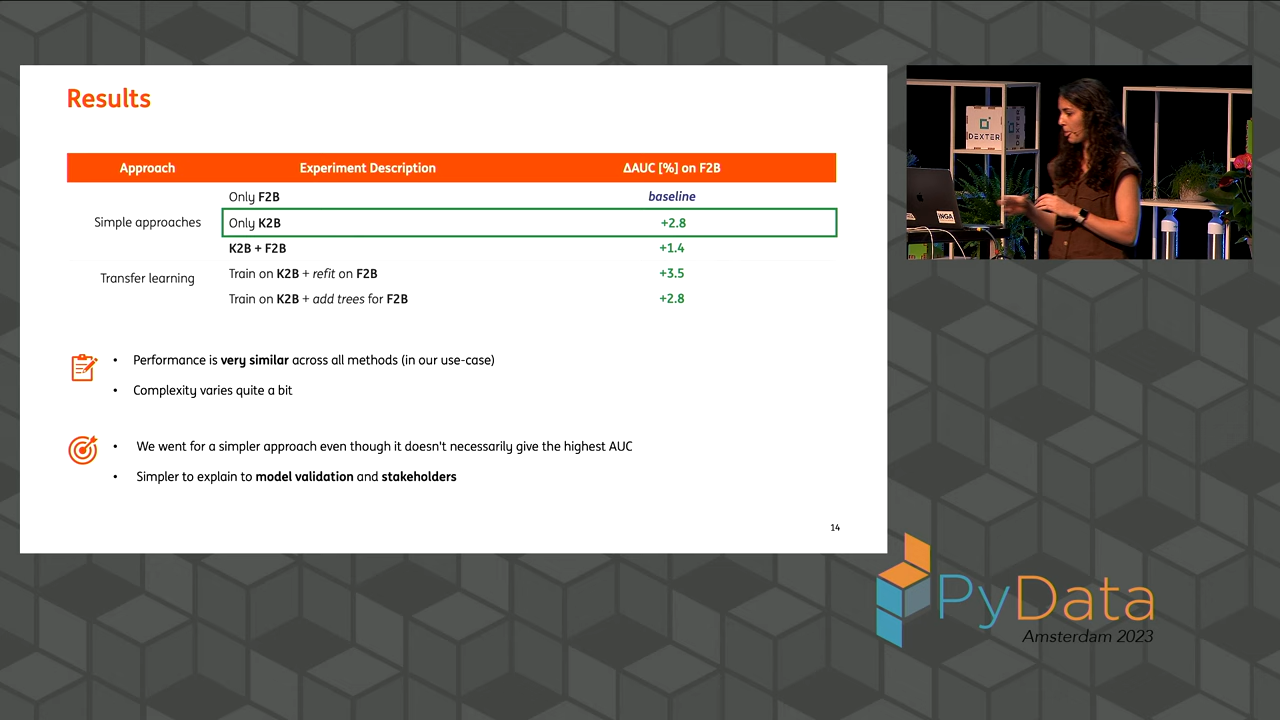 Results
Approach Experiment Description ΔAUC [%] on F2B
Only F2B baseline
Simple approaches Only K2B +2.8
K2B + F2B +1.4
Transfer learning Train on K2B + refit on F2B +3.5
Train on K2B + add trees for F2B +2.8
• Performance is very similar across all methods (in our use-case)
• Complexity varies quite a bit
• We went for a simpler approach even though it doesn't necessarily give the highest AUC
• Simpler to explain to model validation and stakeholders
14
DEXTER
DEXTER
INGA
PyData
Amsterdam 2023